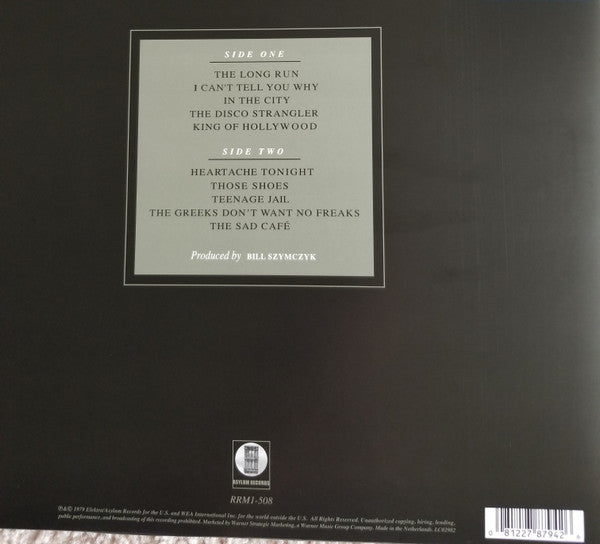 SIDE ONE
THE LONG RUN
I CAN'T TELL YOU WHY
IN THE CITY
THE DISCO STRANGLER
KING OF HOLLYWOOD
SIDE TWO
HEARTACHE TONIGHT
THOSE SHOES
TEENAGE JAIL
THE GREEKS DON'T WANT NO FREAKS
THE SAD CAFÉ
Produced by BILL SZYMCZYK
ASYLUM RECORDS
RRM1-508
℗&© 1979 Elektra/Asylum Records for the U.S. and WEA International Inc. for the world outside the U.S. All Rights Reserved. Unauthorized copying, hiring, lending,
public performance, and broadcasting of this recording prohibited. Marketed by Warner Strategic Marketing, a Warner Music Group Company. Made in the Netherlands. LC02982
0 81227 87942 6